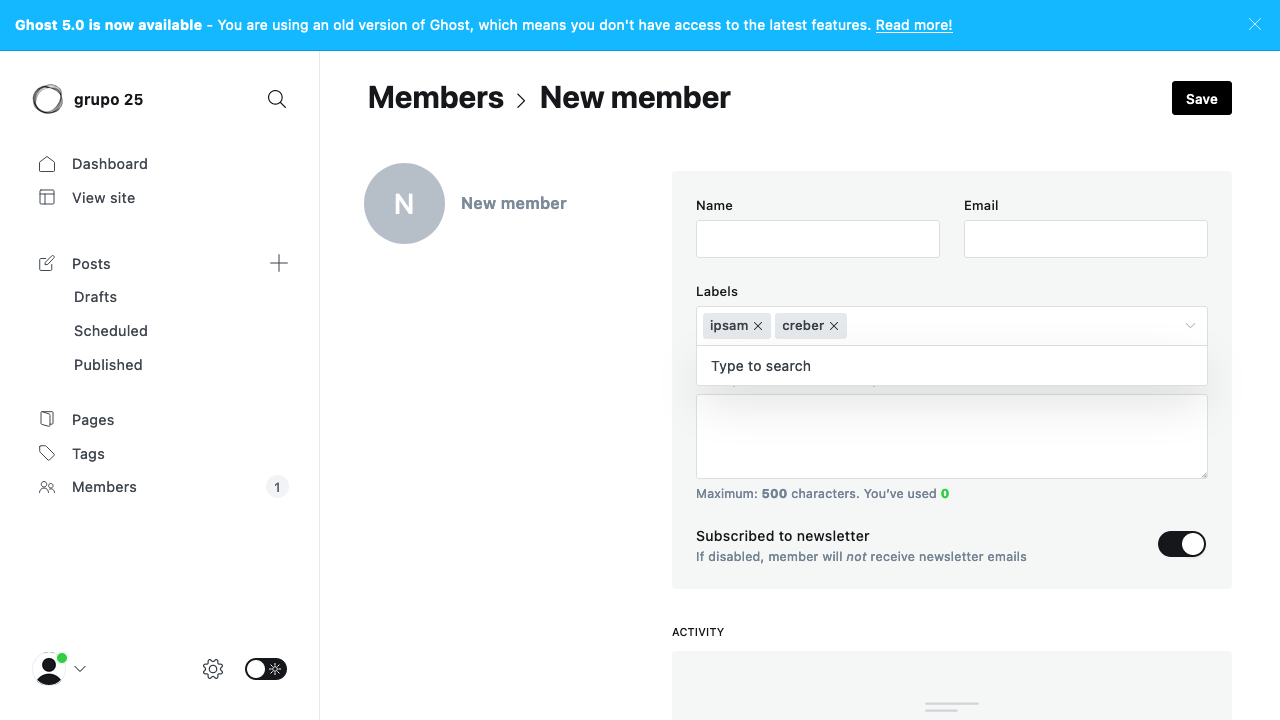 Ghost 5.0 is now available - You are using an old version of Ghost, which means you don't have access to the latest features. Read more!
grupo 25
Members > New member
Save
Dashboard
View site
N
New member
Name
Email
Posts
Drafts
Scheduled
Published
Labels
ipsam
creber
Type to search
Pages
Tags
Members
1
Maximum: 500 characters. You've used 0
Subscribed to newsletter
If disabled, member will not receive newsletter emails
ACTIVITY